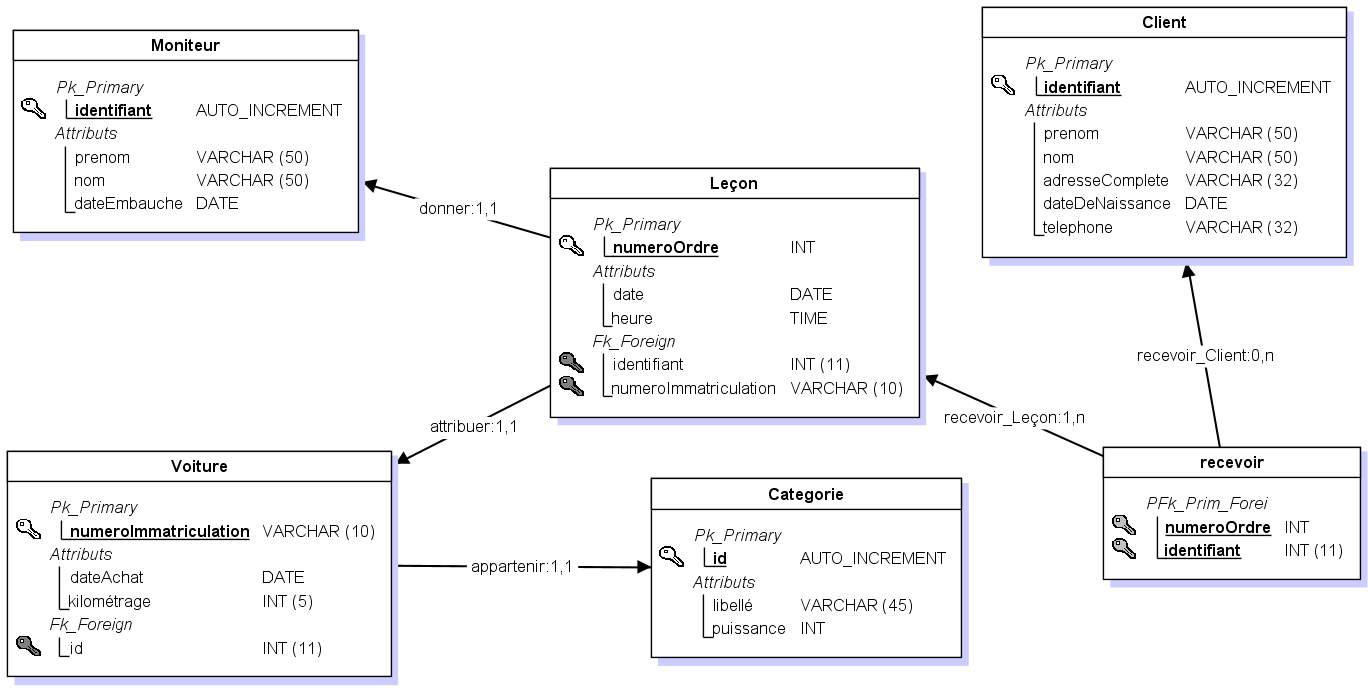 Moniteur
Pk_Primary
identifiant AUTO_INCREMENT
Attributs
prenom VARCHAR (50)
nom VARCHAR (50)
dateEmbauche DATE
donner:1,1
Leçon
Pk_Primary
numeroOrdre INT
Attributs
date DATE
heure TIME
Fk_Foreign
identifiant INT (11)
numeroImmatriculation VARCHAR (10)
Client
Pk_Primary
identifiant AUTO_INCREMENT
Attributs
prenom VARCHAR (50)
nom VARCHAR (50)
adresseComplete VARCHAR (32)
dateDeNaissance DATE
telephone VARCHAR (32)
recevoir_Client:0,n
recevoir_Leçon:1,n
attribuer:1,1
Voiture
Pk_Primary
numeroImmatriculation VARCHAR (10)
Attributs
dateAchat DATE
kilométrage INT (5)
Fk_Foreign
id INT (11)
appartenir:1,1
Categorie
Pk_Primary
id AUTO_INCREMENT
Attributs
libellé VARCHAR (45)
puissance INT
recevoir
PFk_Prim_Forei
numeroOrdre INT
identifiant INT (11)